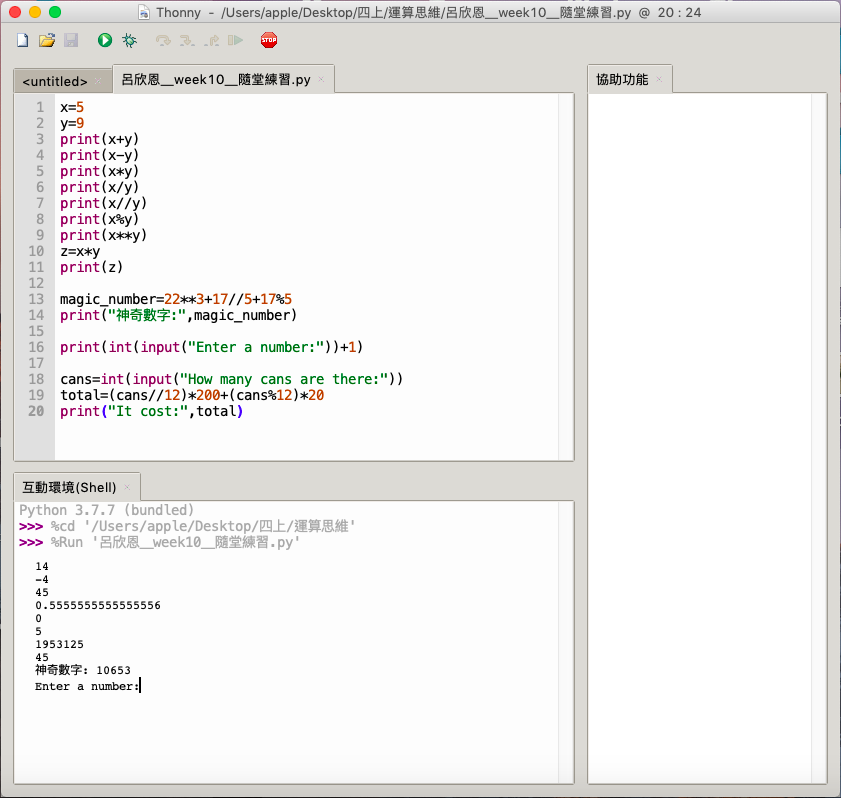 Thonny - /Users/apple/Desktop/四上/運算思維/呂欣恩__week10__隨堂練習.py @ 20 : 24
STOP
<untitled> ×
呂欣恩__week10__隨堂練習.py ×
協助功能 ×
1 x=5
2 y=9
3 print(x+y)
4 print(x-y)
5 print(x*y)
6 print(x/y)
7 print(x//y)
8 print(x%y)
9 print(x**y)
10 z=x*y
11 print(z)
12
13 magic_number=22**3+17//5+17%5
14 print("神奇數字:",magic_number)
15
16 print(int(input("Enter a number:"))+1)
17
18 cans=int(input("How many cans are there:"))
19 total=(cans//12)*200+(cans%12)*20
20 print("It cost:",total)
互動環境(Shell) ×
Python 3.7.7 (bundled)
>>> %cd '/Users/apple/Desktop/四上/運算思維'
>>> %Run '呂欣恩__week10__隨堂練習.py'
14
-4
45
0.5555555555555556
0
5
1953125
45
神奇數字: 10653
Enter a number: